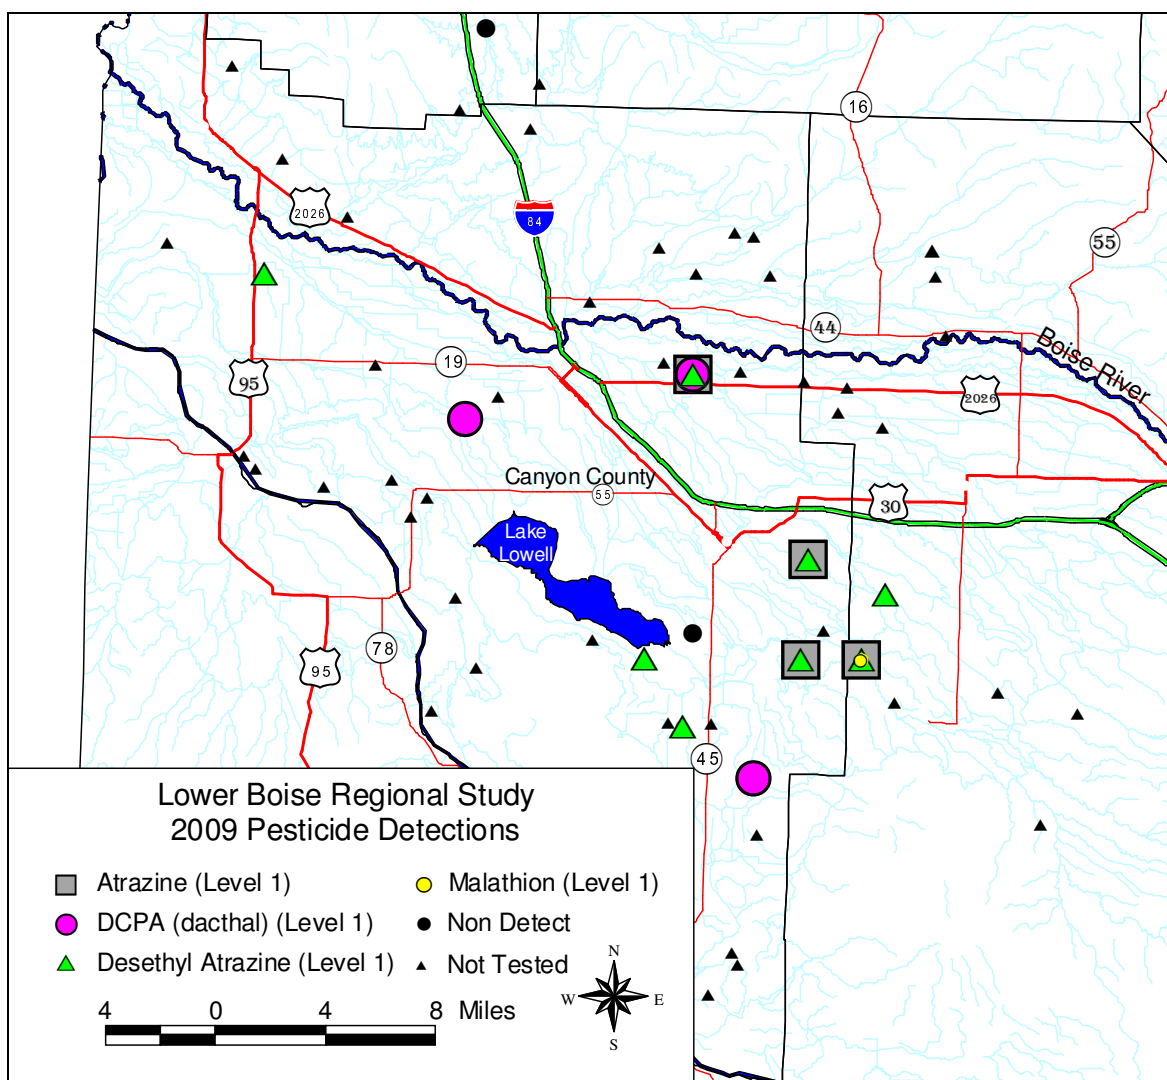 16
2026
84
55
44
Boise River
19
95
2026
Canyon County
55
30
Lake
Lowell
78
95
45
Lower Boise Regional Study
2009 Pesticide Detections
Atrazine (Level 1)
Malathion (Level 1)
DCPA (dacthal) (Level 1)
Non Detect
Desethyl Atrazine (Level 1)
Not Tested
N
W E
S
4 0 4 8 Miles